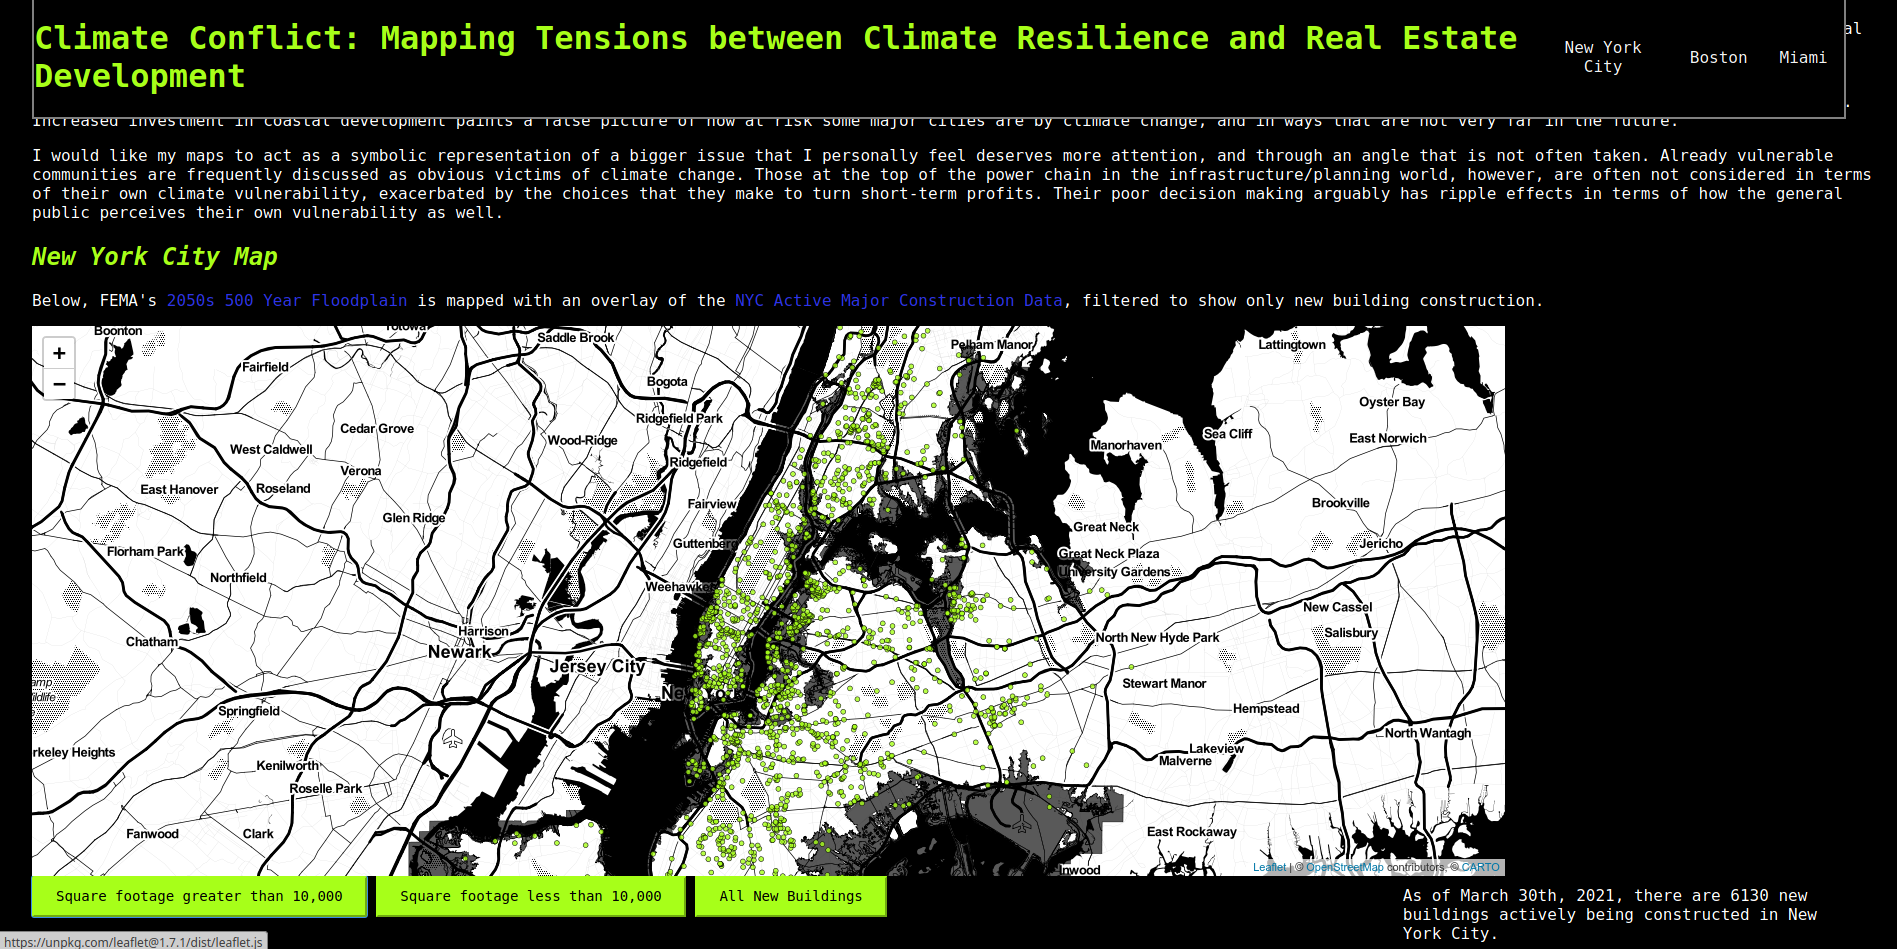 Climate Conflict: Mapping Tensions between Climate Resilience and Real Estate
Development
New York
City
Boston
Miami
al
.
Increased investment in coastal development paints a false picture of how at risk some major cities are by climate change, and in ways that are not very far in the future.
I would like my maps to act as a symbolic representation of a bigger issue that I personally feel deserves more attention, and through an angle that is not often taken. Already vulnerable
communities are frequently discussed as obvious victims of climate change. Those at the top of the power chain in the infrastructure/planning world, however, are often not considered in terms
of their own climate vulnerability, exacerbated by the choices that they make to turn short-term profits. Their poor decision making arguably has ripple effects in terms of how the general
public perceives their own vulnerability as well.
New York City Map
Below, FEMA's 2050s 500 Year Floodplain is mapped with an overlay of the NYC Active Major Construction Data, filtered to show only new building construction.
+
−
Boonton
Totowa
Saddle Brook
Pelham Manor
Lattingtown
Fairfield
Bogota
Oyster Bay
Ridgefield Park
Cedar Grove
Wood-Ridge
Sea Cliff
East Norwich
Manorhaven
West Caldwell
Verona
Ridgefield
East Hanover
Roseland
Fairview
Brookville
Glen Ridge
Great Neck
Guttenberg
Jericho
Florham Park
Great Neck Plaza
University Gardens
Northfield
Weehawken
New Cassel
Harrison
Salisbury
Chatham
North New Hyde Park
Newark
Jersey City
New York
amp
ildlife
Stewart Manor
Springfield
Hempstead
North Wantagh
rkeley Heights
Lakeview
Malverne
Kenilworth
Roselle Park
Fanwood
Clark
East Rockaway
Inwood
Leaflet | © OpenStreetMap contributors, © CARTO
Square footage greater than 10,000
Square footage less than 10,000
All New Buildings
As of March 30th, 2021, there are 6130 new
buildings actively being constructed in New
York City.
https://unpkg.com/leaflet@1.7.1/dist/leaflet.js